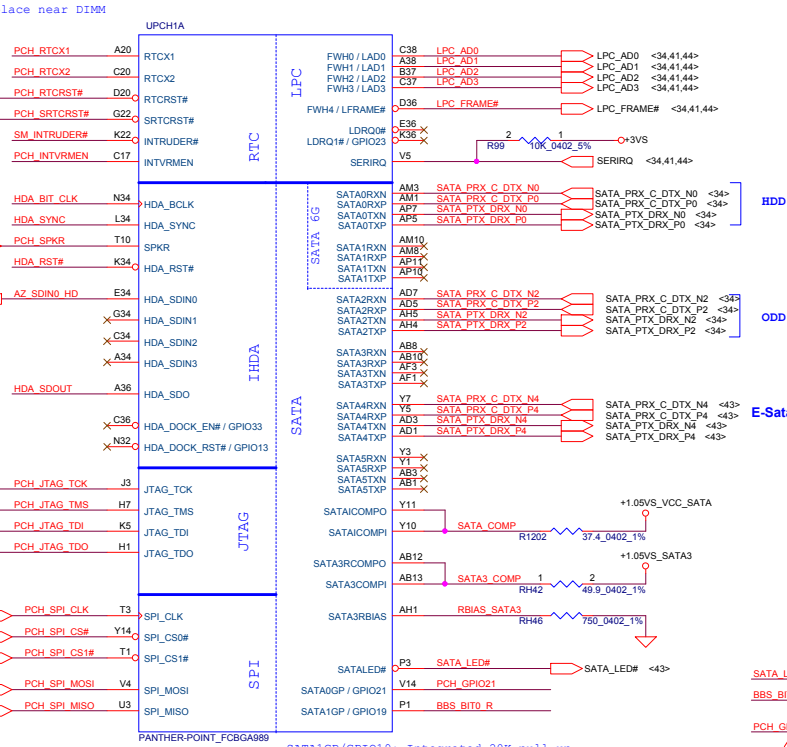 lace near DIMM
UPCH1A
PCH_RTCX1 A20 RTCX1 FWH0 / LAD0 C38 LPC_AD0 LPC_AD0 <34,41,44>
FWH1 / LAD1 A38 LPC_AD1 LPC_AD1 <34,41,44>
PCH_RTCX2 C20 RTCX2 FWH2 / LAD2 B37 LPC_AD2 LPC_AD2 <34,41,44>
FWH3 / LAD3 C37 LPC_AD3 LPC_AD3 <34,41,44>
LPC
PCH_RTCRST# D20 RTCRST#
FWH4 / LFRAME# D36 LPC_FRAME# LPC_FRAME# <34,41,44>
PCH_SRTCRST# G22 SRTCRST#
LDRQ0# E36
SM_INTRUDER# K22 INTRUDER# LDRQ1# / GPIO23 K36 R99 2 1 10K_0402_5% +3VS
RTC
PCH_INTVRMEN C17 INTVRMEN SERIRQ V5 SERIRQ <34,41,44>
SATA0RXN AM3 SATA_PRX_C_DTX_N0 SATA_PRX_C_DTX_N0 <34>
HDA_BIT_CLK N34 HDA_BCLK SATA0RXP AM1 SATA_PRX_C_DTX_P0 SATA_PRX_C_DTX_P0 <34> HDD
SATA0TXN AP7 SATA_PTX_DRX_N0 SATA_PTX_DRX_N0 <34>
HDA_SYNC L34 HDA_SYNC SATA0TXP AP5 SATA_PTX_DRX_P0 SATA_PTX_DRX_P0 <34>
SATA 6G
PCH_SPKR T10 SPKR SATA1RXN AM10
SATA1RXP AM8
HDA_RST# K34 HDA_RST# SATA1TXN AP11
SATA1TXP AP10
AZ_SDIN0_HD E34 HDA_SDIN0 SATA2RXN AD7 SATA_PRX_C_DTX_N2 SATA_PRX_C_DTX_N2 <34>
SATA2RXP AD5 SATA_PRX_C_DTX_P2 SATA_PRX_C_DTX_P2 <34>
G34 HDA_SDIN1 SATA2TXN AH5 SATA_PTX_DRX_N2 SATA_PTX_DRX_N2 <34> ODD
SATA2TXP AH4 SATA_PTX_DRX_P2 SATA_PTX_DRX_P2 <34>
C34 HDA_SDIN2
SATA3RXN AB8
A34 HDA_SDIN3 SATA3RXP AB10
IHDA
SATA3TXN AF3
SATA3TXP AF1
HDA_SDOUT A36 HDA_SDO
SATA
SATA4RXN Y7 SATA_PRX_C_DTX_N4 SATA_PRX_C_DTX_N4 <43>
SATA4RXP Y5 SATA_PRX_C_DTX_P4 SATA_PRX_C_DTX_P4 <43> E-Sata
C36 HDA_DOCK_EN# / GPIO33 SATA4TXN AD3 SATA_PTX_DRX_N4 SATA_PTX_DRX_N4 <43>
SATA4TXP AD1 SATA_PTX_DRX_P4 SATA_PTX_DRX_P4 <43>
N32 HDA_DOCK_RST# / GPIO13
SATA5RXN Y3
SATA5RXP Y1
SATA5TXN AB3
PCH_JTAG_TCK J3 JTAG_TCK SATA5TXP AB1
+1.05VS_VCC_SATA
PCH_JTAG_TMS H7 JTAG_TMS SATAICOMPO Y11
PCH_JTAG_TDI K5 JTAG_TDI SATAICOMPI Y10 SATA_COMP R1202 37.4_0402_1%
JTAG
PCH_JTAG_TDO H1 JTAG_TDO +1.05VS_SATA3
SATA3RCOMPO AB12
SATA3COMPI AB13 SATA3_COMP 1 2 RH42 49.9_0402_1%
PCH_SPI_CLK T3 SPI_CLK SATA3RBIAS AH1 RBIAS_SATA3 RH46 750_0402_1%
PCH_SPI_CS# Y14 SPI_CS0#
PCH_SPI_CS1# T1 SPI_CS1#
SPI
SATALED# P3 SATA_LED# SATA_LED# <43>
PCH_SPI_MOSI V4 SPI_MOSI SATA0GP / GPIO21 V14 PCH_GPIO21
PCH_SPI_MISO U3 SPI_MISO SATA1GP / GPIO19 P1 BBS_BIT0_R
SATA_L
BBS_BI
PCH_G
PANTHER-POINT_FCBGA989
SATA1GP/GPIO19: Integrated 20K pull up